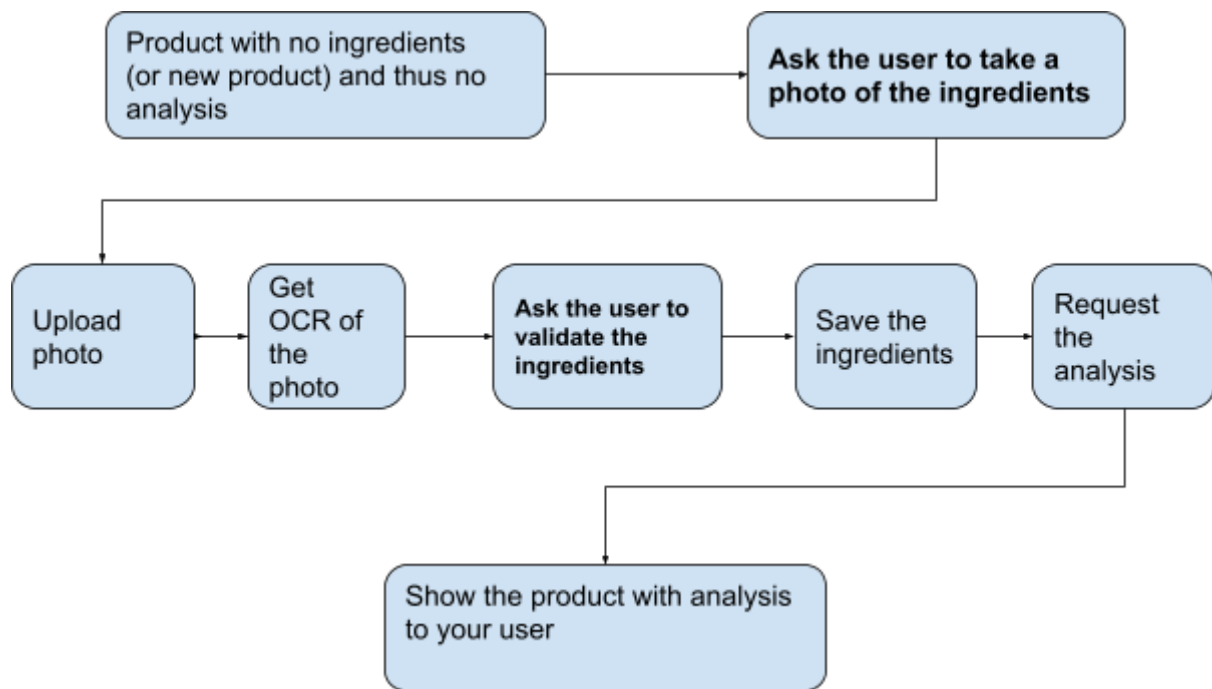 Product with no ingredients
(or new product) and thus no
analysis
Ask the user to take a
photo of the ingredients
Upload
photo
Get
OCR of
the
photo
Ask the user to
validate the
ingredients
Save the
ingredients
Request
the
analysis
Show the product with analysis
to your user